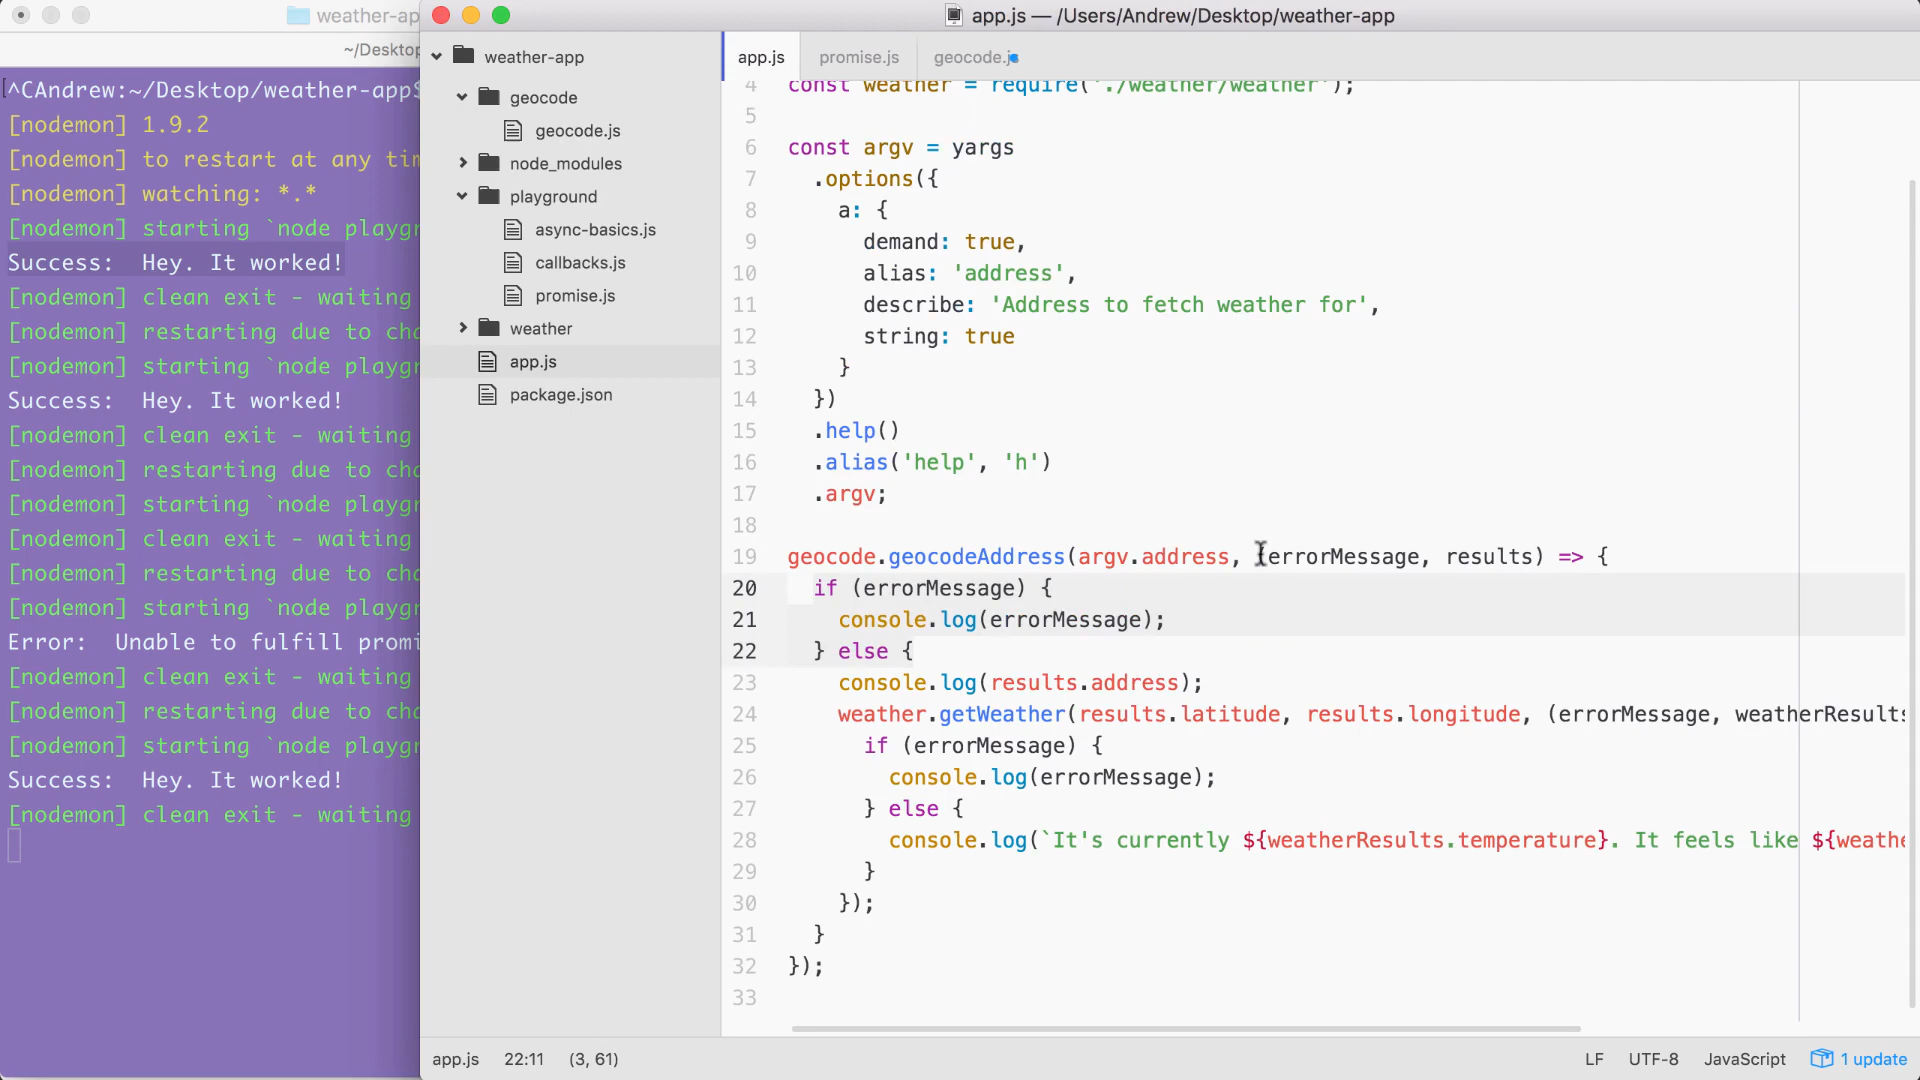 weather-app
~/Desktop
^CAndrew:~/Desktop/weather-app$
[nodemon] 1.9.2
[nodemon] to restart at any tim
[nodemon] watching: *.*
[nodemon] starting `node playgr
Success:  Hey. It worked!
[nodemon] clean exit - waiting
[nodemon] restarting due to cha
[nodemon] starting `node playgr
Success:  Hey. It worked!
[nodemon] clean exit - waiting
[nodemon] restarting due to cha
[nodemon] starting `node playgr
[nodemon] clean exit - waiting
[nodemon] restarting due to cha
[nodemon] starting `node playgr
Error:  Unable to fulfill promi
[nodemon] clean exit - waiting
[nodemon] restarting due to cha
[nodemon] starting `node playgr
Success:  Hey. It worked!
[nodemon] clean exit - waiting
app.js — /Users/Andrew/Desktop/weather-app
weather-app
geocode
geocode.js
node_modules
playground
async-basics.js
callbacks.js
promise.js
weather
app.js
package.json
app.js promise.js geocode.js
4 const weather = require('./weather/weather');
5
6 const argv = yargs
7   .options({
8     a: {
9       demand: true,
10       alias: 'address',
11       describe: 'Address to fetch weather for',
12       string: true
13     }
14   })
15   .help()
16   .alias('help', 'h')
17   .argv;
18
19 geocode.geocodeAddress(argv.address, (errorMessage, results) => {
20   if (errorMessage) {
21     console.log(errorMessage);
22   } else {
23     console.log(results.address);
24     weather.getWeather(results.latitude, results.longitude, (errorMessage, weatherResults
25       if (errorMessage) {
26         console.log(errorMessage);
27       } else {
28         console.log(`It's currently ${weatherResults.temperature}. It feels like ${weathe
29       }
30     });
31   }
32 });
33
app.js 22:11 (3, 61) LF UTF-8 JavaScript 1 update